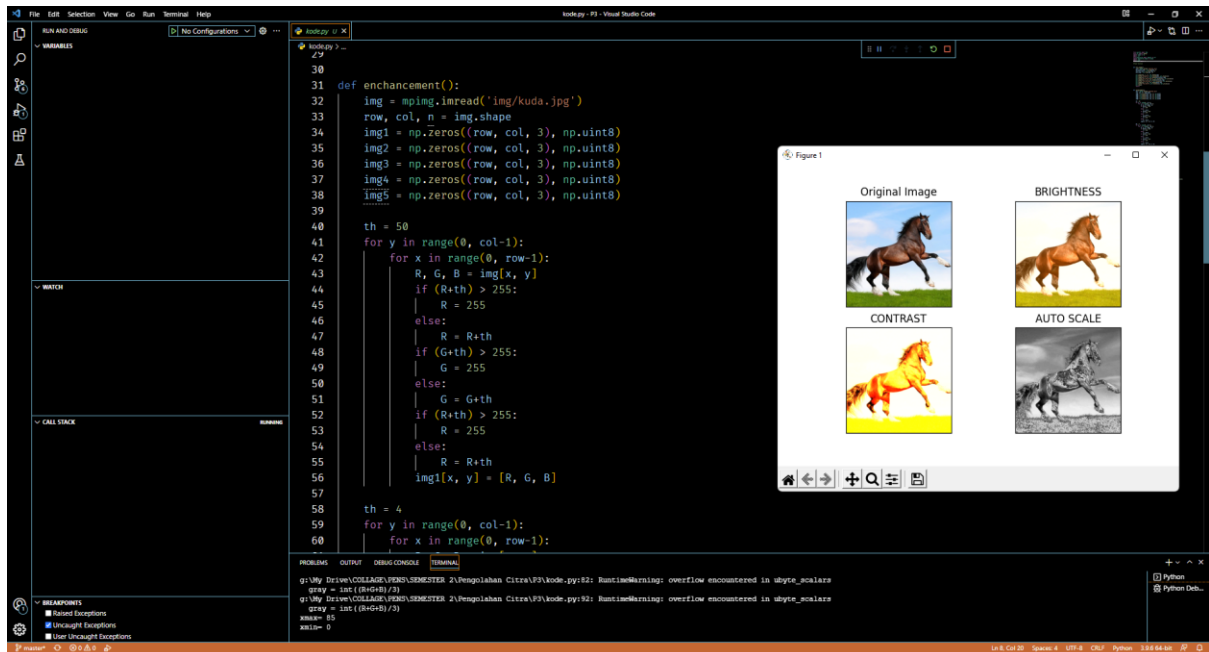 File Edit Selection View Go Run Terminal Help
kode.py - P3 - Visual Studio Code
RUN AND DEBUG
No Configurations
kode.py U
VARIABLES
kode.py > ...
29
30
31 def enchancement():
32 img = mpimg.imread('img/kuda.jpg')
33 row, col, n = img.shape
34 img1 = np.zeros((row, col, 3), np.uint8)
35 img2 = np.zeros((row, col, 3), np.uint8)
36 img3 = np.zeros((row, col, 3), np.uint8)
37 img4 = np.zeros((row, col, 3), np.uint8)
38 img5 = np.zeros((row, col, 3), np.uint8)
39
40 th = 50
41 for y in range(0, col-1):
42 for x in range(0, row-1):
43 R, G, B = img[x, y]
44 if (R+th) > 255:
45 R = 255
46 else:
47 R = R+th
48 if (G+th) > 255:
49 G = 255
50 else:
51 G = G+th
52 if (R+th) > 255:
53 R = 255
54 else:
55 R = R+th
56 img1[x, y] = [R, G, B]
57
58 th = 4
59 for y in range(0, col-1):
60 for x in range(0, row-1):
WATCH
CALL STACK
RUNNING
BREAKPOINTS
Raised Exceptions
Uncaught Exceptions
User Uncaught Exceptions
Figure 1
Original Image
BRIGHTNESS
CONTRAST
AUTO SCALE
PROBLEMS OUTPUT DEBUG CONSOLE TERMINAL
g:\My Drive\COLLAGE\PENS\SEMESTER 2\Pengolahan Citra\P3\kode.py:82: RuntimeWarning: overflow encountered in ubyte_scalars
gray = int((R+G+B)/3)
g:\My Drive\COLLAGE\PENS\SEMESTER 2\Pengolahan Citra\P3\kode.py:92: RuntimeWarning: overflow encountered in ubyte_scalars
gray = int((R+G+B)/3)
xmax= 85
xmin= 0
Python
Python Deb...
master 0 0 0
Ln 8, Col 20 Spaces: 4 UTF-8 CRLF Python 3.9.6 64-bit